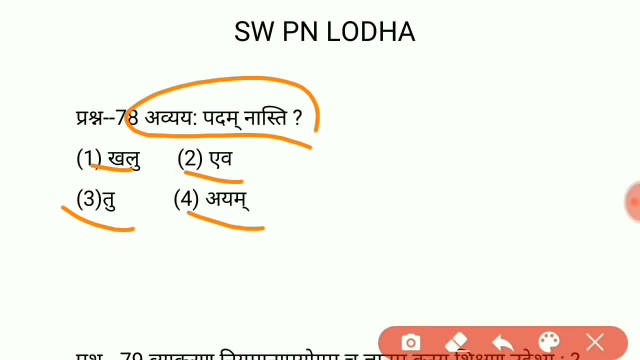 SW PN LODHA
प्रश्न--78 अव्यय: पदम् नास्ति ?
(1) खलु (2) एव
(3)तु (4) अयम्